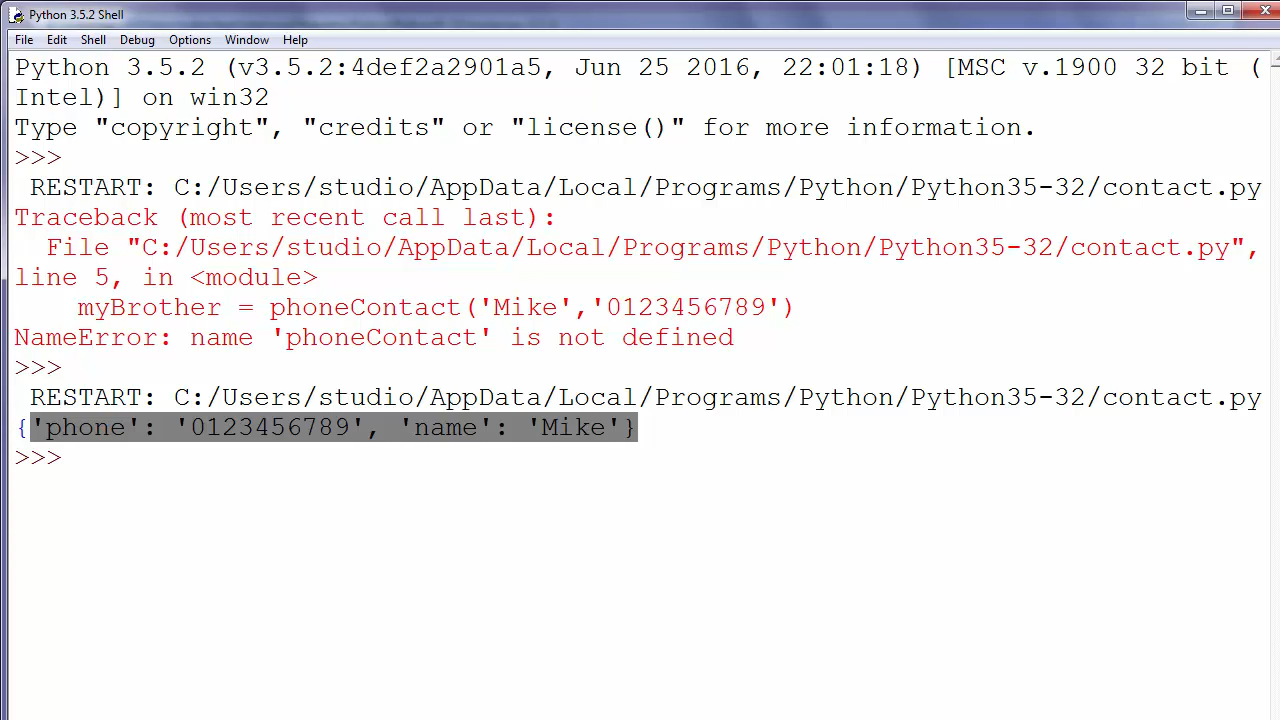 Python 3.5.2 Shell
File Edit Shell Debug Options Window Help
Python 3.5.2 (v3.5.2:4def2a2901a5, Jun 25 2016, 22:01:18) [MSC v.1900 32 bit (
Intel)] on win32
Type "copyright", "credits" or "license()" for more information.
>>>
 RESTART: C:/Users/studio/AppData/Local/Programs/Python/Python35-32/contact.py
Traceback (most recent call last):
  File "C:/Users/studio/AppData/Local/Programs/Python/Python35-32/contact.py",
line 5, in <module>
    myBrother = phoneContact('Mike','0123456789')
NameError: name 'phoneContact' is not defined
>>>
 RESTART: C:/Users/studio/AppData/Local/Programs/Python/Python35-32/contact.py
{'phone': '0123456789', 'name': 'Mike'}
>>>